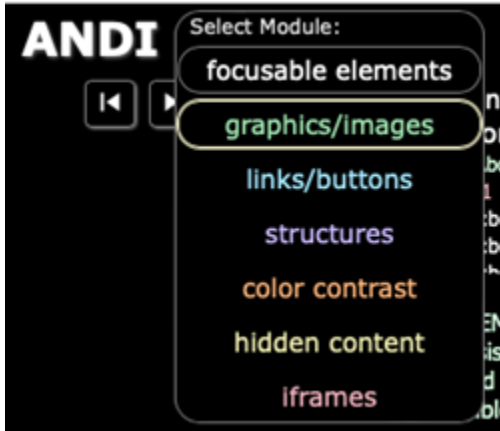 ANDI
Select Module:
focusable elements
graphics/images
links/buttons
structures
color contrast
hidden content
iframes